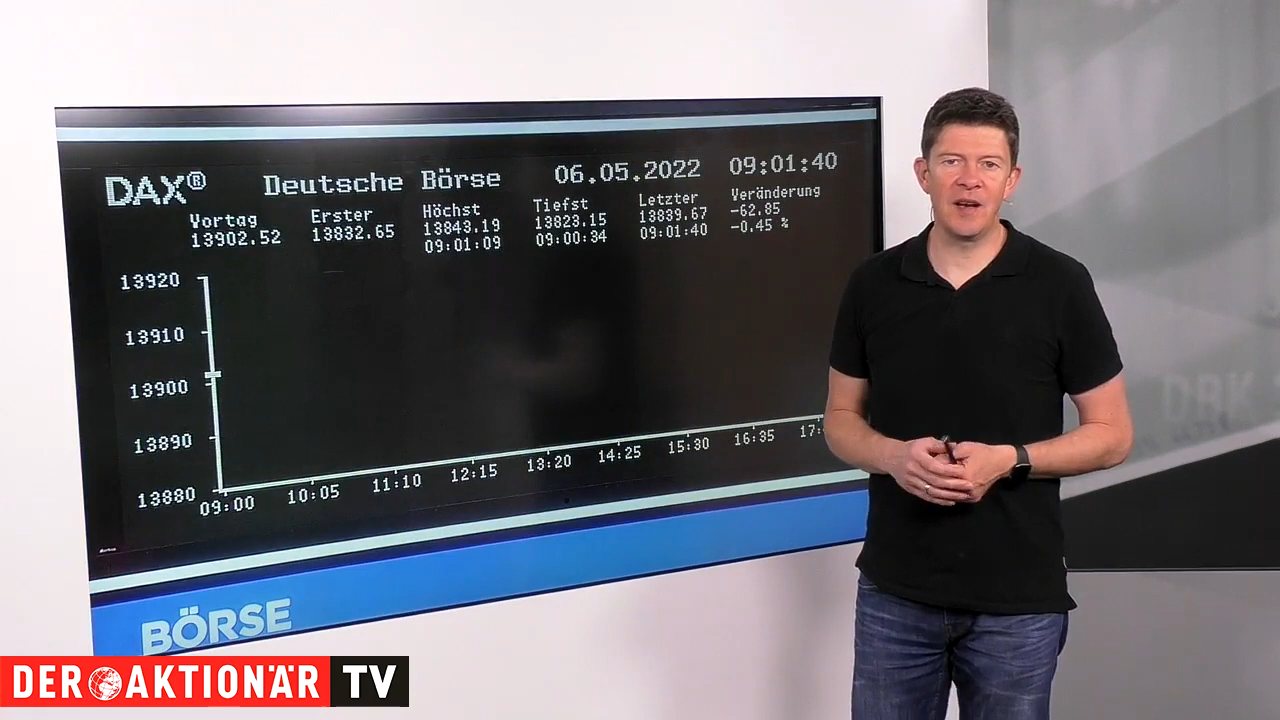 DAX® Deutsche Börse 06.05.2022 09:01:40
Vortag Erster Höchst Tiefst Letzter Veränderung
13902.52 13832.65 13843.19 13823.15 13839.67 -62.85
09:01:09 09:00:34 09:01:40 -0.45 %
13920
13910
13900
13890
13880
09:00 10:05 11:10 12:15 13:20 14:25 15:30 16:35 17:
BÖRSE
DER AKTIONÄR TV
DBK